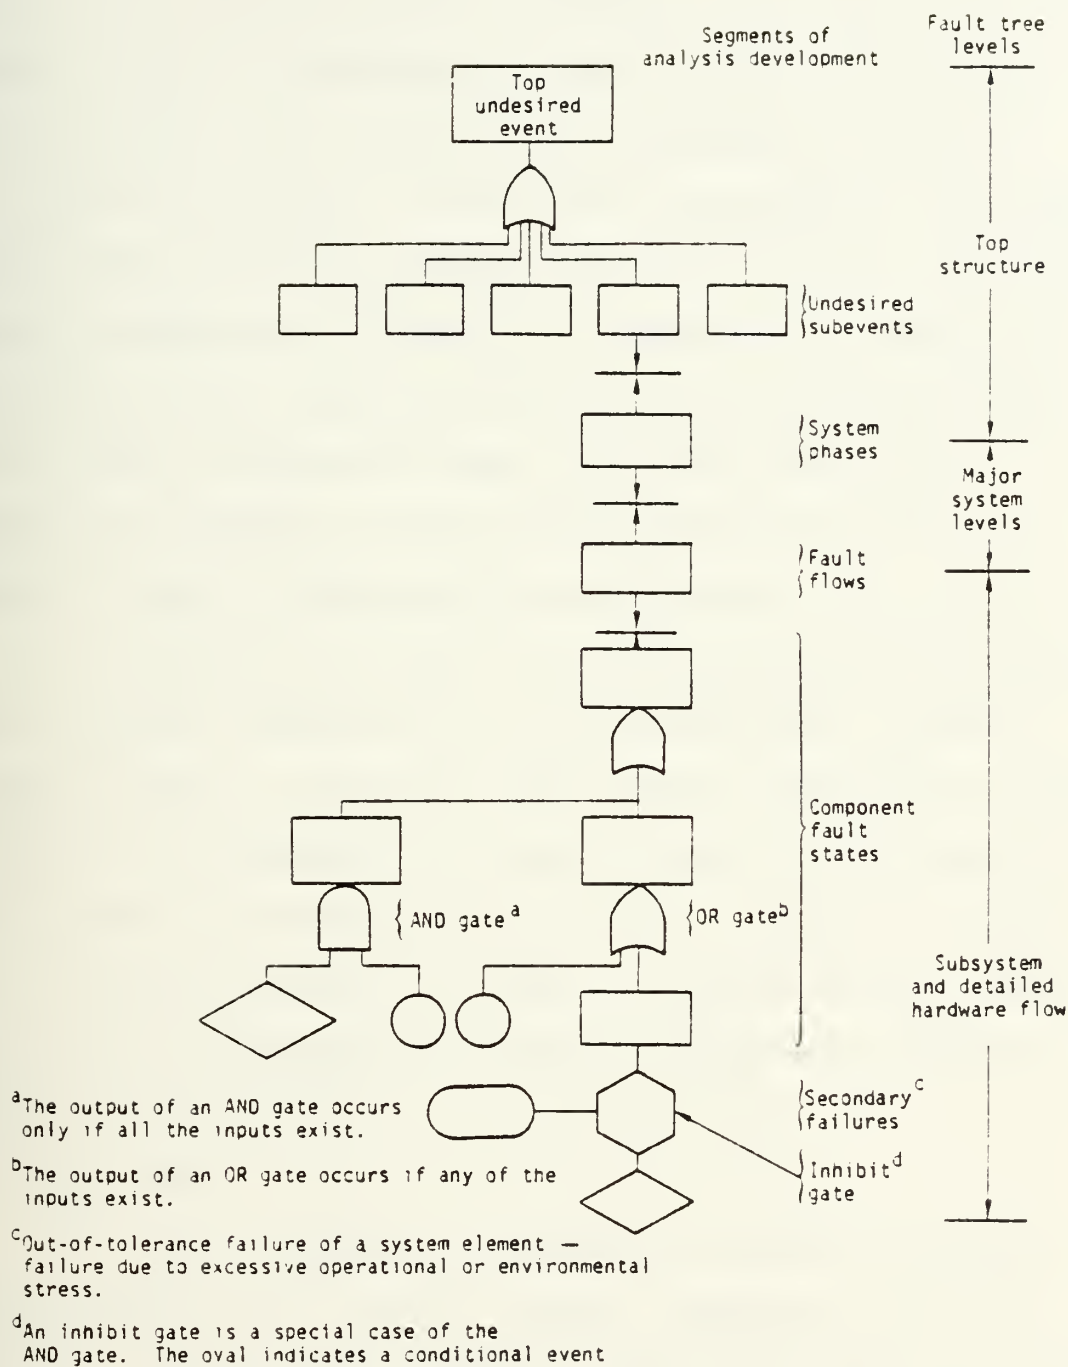 Segments of
analysis development
Fault tree
levels
Top
undesired
event
Top
structure
Undesired
subevents
System
phases
Major
system
levels
Fault
flows
Component
fault
states
AND gate a
OR gate b
Subsystem
and detailed
hardware flow
Secondary c
failures
Inhibit d
gate
a The output of an AND gate occurs
only if all the inputs exist.
b The output of an OR gate occurs if any of the
inputs exist.
c Out-of-tolerance failure of a system element —
failure due to excessive operational or environmental
stress.
d An inhibit gate is a special case of the
AND gate. The oval indicates a conditional event